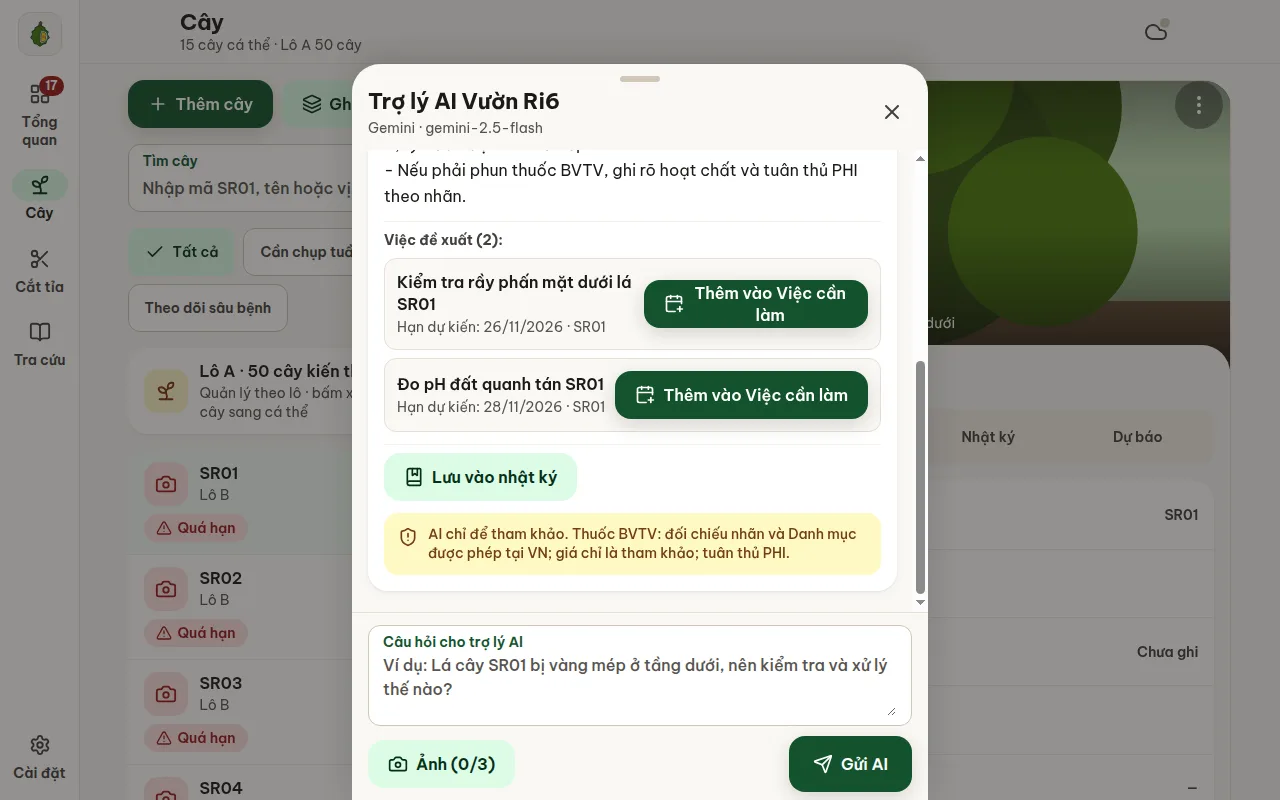 Cây
15 cây cá thể · Lô A 50 cây
17
Tổng
quan
Cây
Cắt tỉa
Tra cứu
Cài đặt
Thêm cây
Gh
Tìm cây
Nhập mã SR01, tên hoặc vị
Tất cả
Cần chụp tuầ
Theo dõi sâu bệnh
Lô A · 50 cây kiến t
Quản lý theo lô · bấm x
cây sang cá thể
SR01
Lô B
Quá hạn
SR02
Lô B
Quá hạn
SR03
Lô B
Quá hạn
SR04
Trợ lý AI Vườn Ri6
Gemini · gemini-2.5-flash
- Nếu phải phun thuốc BVTV, ghi rõ hoạt chất và tuân thủ PHI
theo nhãn.
Việc đề xuất (2):
Kiểm tra rầy phấn mặt dưới lá
SR01
Hạn dự kiến: 26/11/2026 · SR01
Thêm vào Việc cần
làm
Đo pH đất quanh tán SR01
Hạn dự kiến: 28/11/2026 · SR01
Thêm vào Việc cần làm
Lưu vào nhật ký
AI chỉ để tham khảo. Thuốc BVTV: đối chiếu nhãn và Danh mục
được phép tại VN; giá chỉ là tham khảo; tuân thủ PHI.
Câu hỏi cho trợ lý AI
Ví dụ: Lá cây SR01 bị vàng mép ở tầng dưới, nên kiểm tra và xử lý
thế nào?
Ảnh (0/3)
Gửi AI
dưới
Nhật ký
Dự báo
SR01
Chưa ghi
–